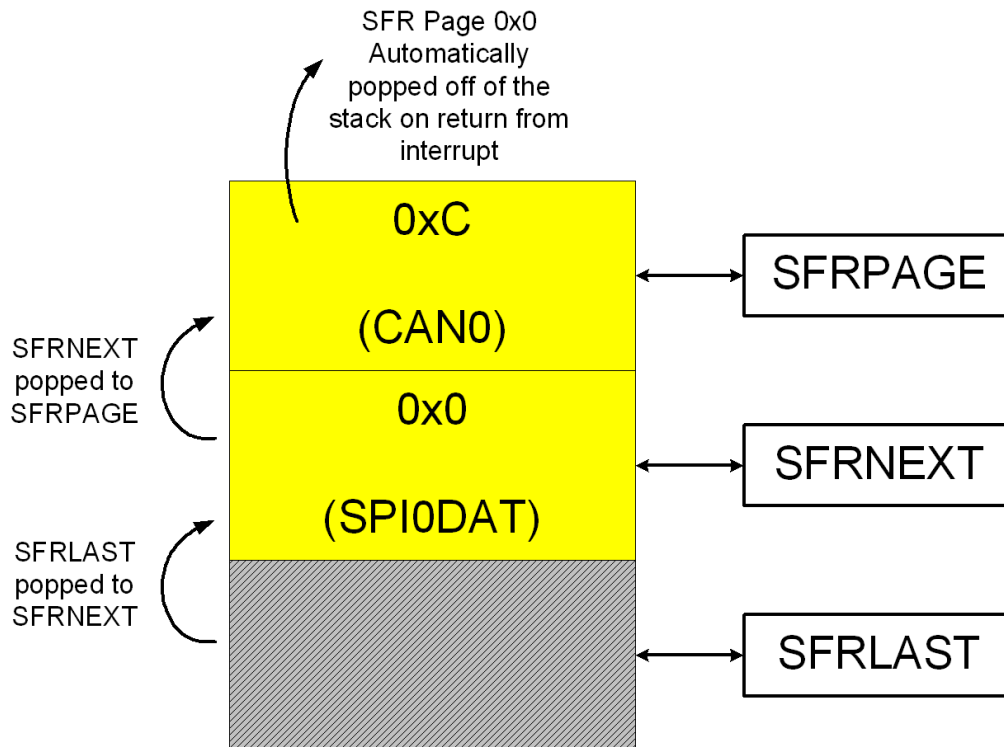 SFR Page 0x0
Automatically
popped off of the
stack on return from
interrupt
0xC
(CAN0)
SFRPAGE
SFRNEXT
popped to
SFRPAGE
0x0
(SPI0DAT)
SFRNEXT
SFRLAST
popped to
SFRNEXT
SFRLAST